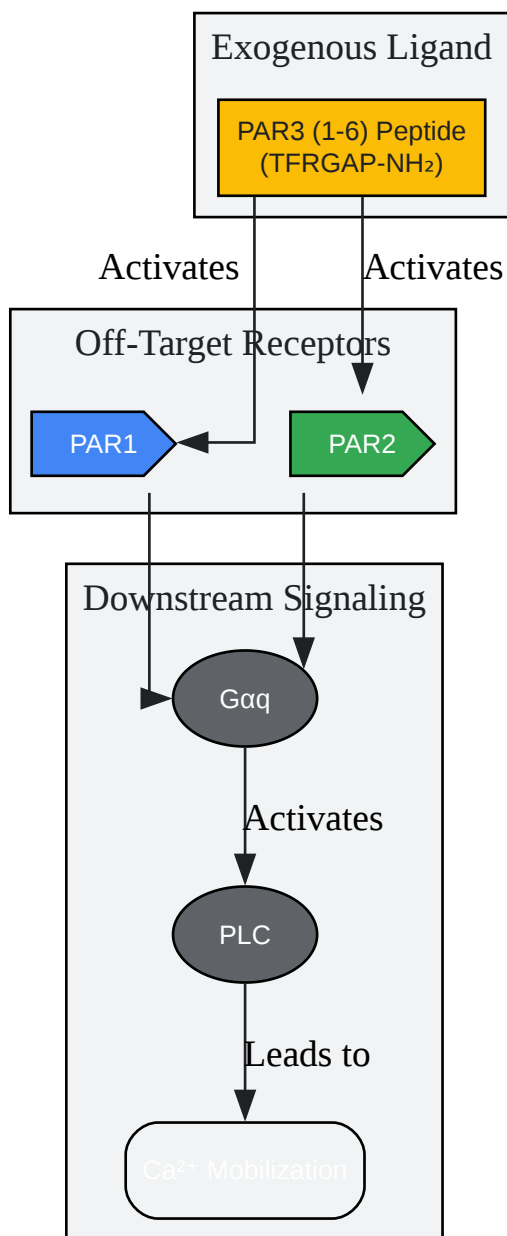 Exogenous Ligand
PAR3 (1-6) Peptide
(TFRGAP-NH₂)
Activates
Activates
Off-Target Receptors
PAR1
PAR2
Downstream Signaling
Gαq
Activates
PLC
Leads to
Ca²⁺ Mobilization